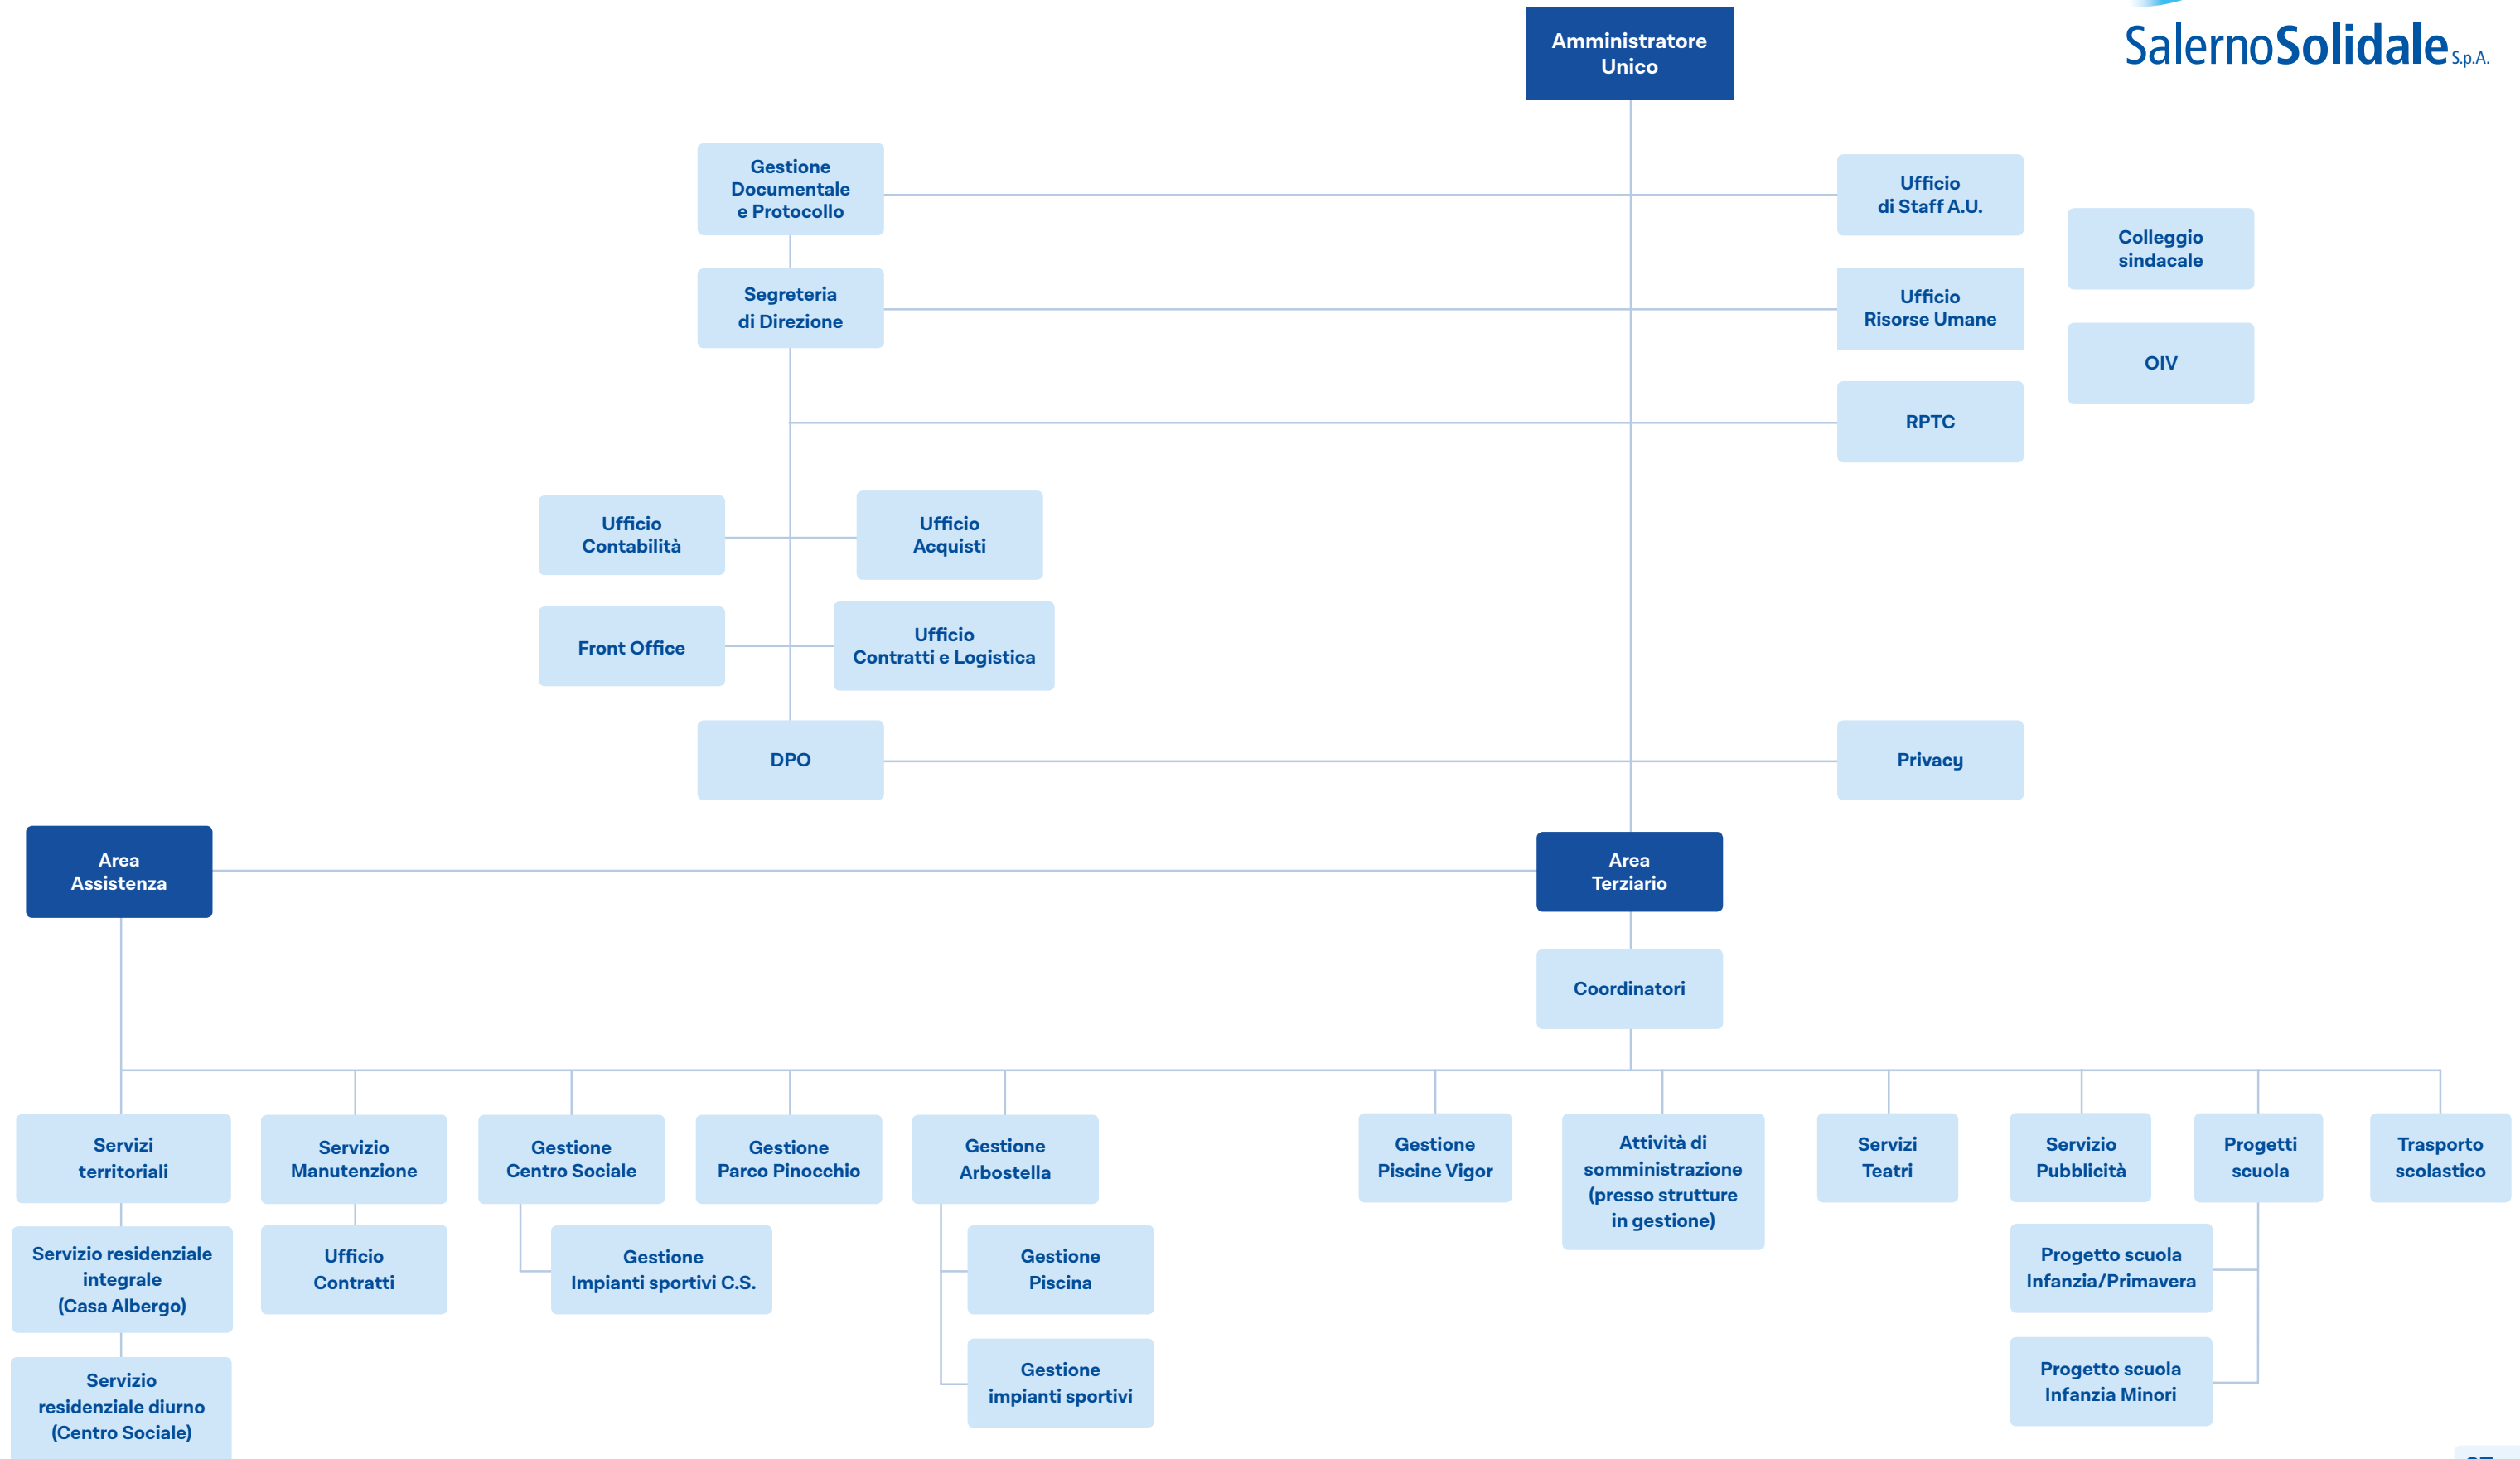 Amministratore
Unico
SalernoSolidale S.p.A.
Gestione
Documentale
e Protocollo
Ufficio
di Staff A.U.
Colleggio
sindacale
Segreteria
di Direzione
Ufficio
Risorse Umane
OIV
RPTC
Ufficio
Contabilità
Ufficio
Acquisti
Front Office
Ufficio
Contratti e Logistica
DPO
Privacy
Area
Assistenza
Area
Terziario
Coordinatori
Servizi
territoriali
Servizio
Manutenzione
Gestione
Centro Sociale
Gestione
Parco Pinocchio
Gestione
Arbostella
Gestione
Piscine Vigor
Attività di
somministrazione
(presso strutture
in gestione)
Servizi
Teatri
Servizio
Pubblicità
Progetti
scuola
Trasporto
scolastico
Servizio residenziale
integrale
(Casa Albergo)
Ufficio
Contratti
Gestione
Impianti sportivi C.S.
Gestione
Piscina
Progetto scuola
Infanzia/Primavera
Servizio
residenziale diurno
(Centro Sociale)
Gestione
impianti sportivi
Progetto scuola
Infanzia Minori